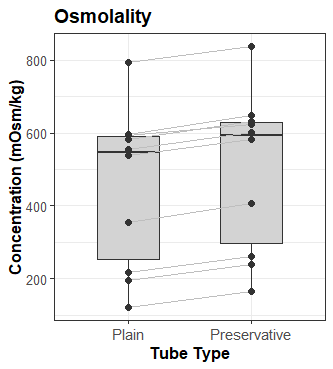 Osmolality
Concentration (mOsm/kg)
800
600
400
200
Plain
Preservative
Tube Type